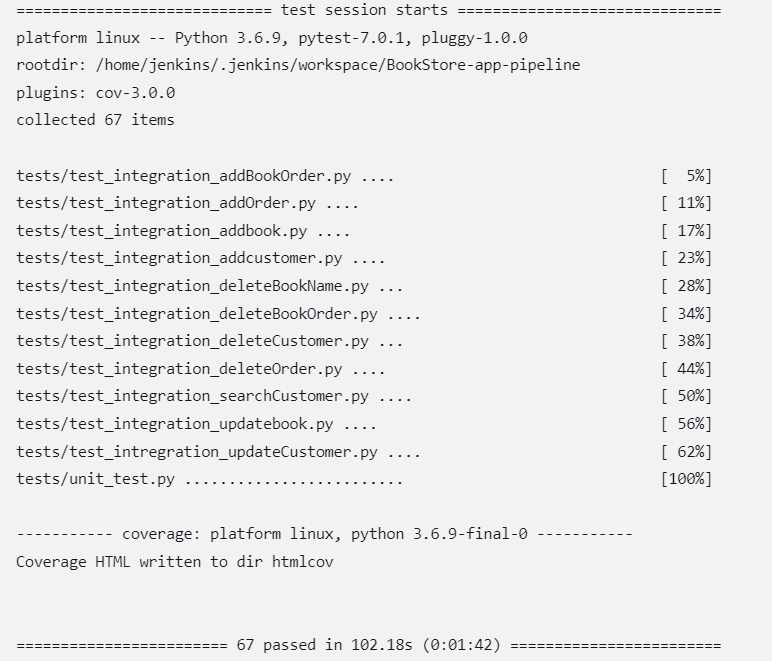 ============================= test session starts ==============================
platform linux -- Python 3.6.9, pytest-7.0.1, pluggy-1.0.0
rootdir: /home/jenkins/.jenkins/workspace/BookStore-app-pipeline
plugins: cov-3.0.0
collected 67 items
tests/test_integration_addBookOrder.py .... [  5%]
tests/test_integration_addOrder.py .... [ 11%]
tests/test_integration_addbook.py .... [ 17%]
tests/test_integration_addcustomer.py .... [ 23%]
tests/test_integration_deleteBookName.py ... [ 28%]
tests/test_integration_deleteBookOrder.py .... [ 34%]
tests/test_integration_deleteCustomer.py ... [ 38%]
tests/test_integration_deleteOrder.py .... [ 44%]
tests/test_integration_searchCustomer.py .... [ 50%]
tests/test_integration_updatebook.py .... [ 56%]
tests/test_intregration_updateCustomer.py .... [ 62%]
tests/unit_test.py ......................... [100%]
----------- coverage: platform linux, python 3.6.9-final-0 -----------
Coverage HTML written to dir htmlcov
======================== 67 passed in 102.18s (0:01:42) ========================